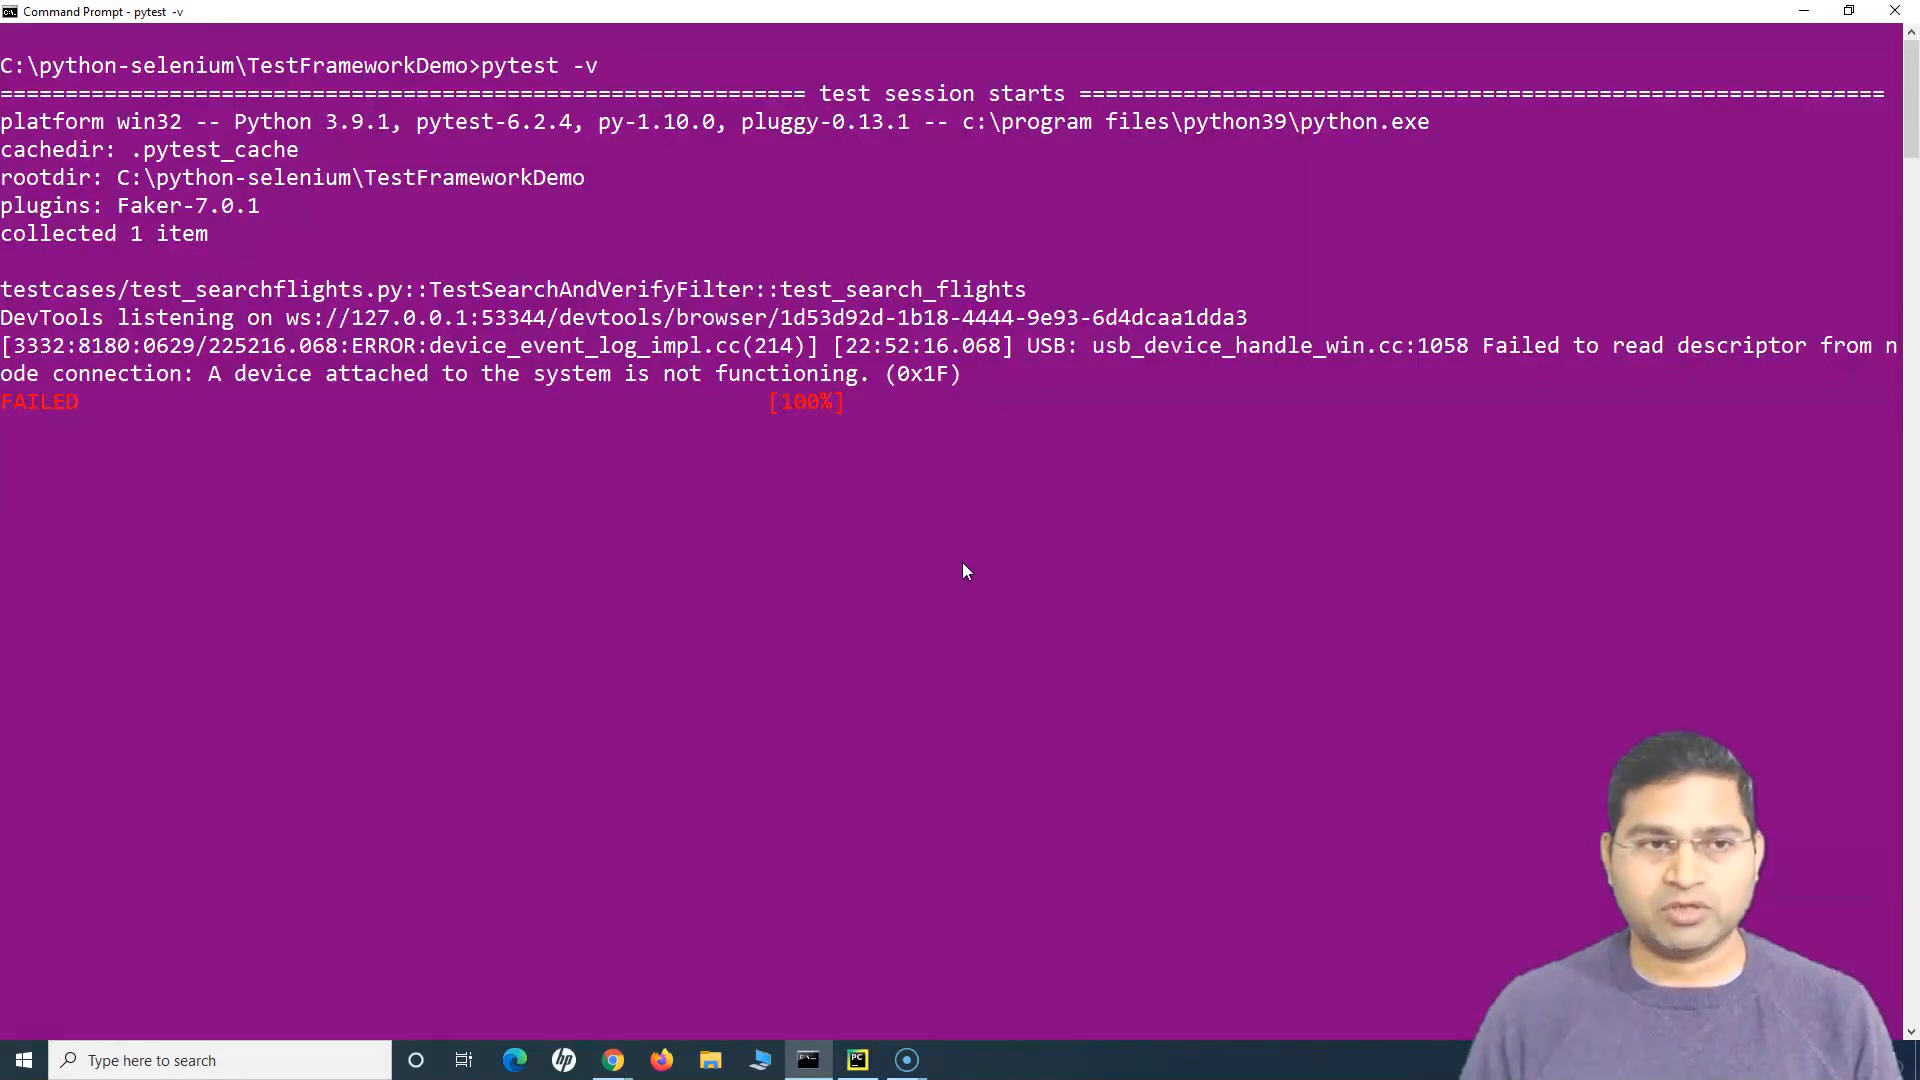 Command Prompt - pytest -v
C:\python-selenium\TestFrameworkDemo>pytest -v
============================================================== test session starts ==============================================================
platform win32 -- Python 3.9.1, pytest-6.2.4, py-1.10.0, pluggy-0.13.1 -- c:\program files\python39\python.exe
cachedir: .pytest_cache
rootdir: C:\python-selenium\TestFrameworkDemo
plugins: Faker-7.0.1
collected 1 item
testcases/test_searchflights.py::TestSearchAndVerifyFilter::test_search_flights
DevTools listening on ws://127.0.0.1:53344/devtools/browser/1d53d92d-1b18-4444-9e93-6d4dcaa1dda3
[3332:8180:0629/225216.068:ERROR:device_event_log_impl.cc(214)] [22:52:16.068] USB: usb_device_handle_win.cc:1058 Failed to read descriptor from n
ode connection: A device attached to the system is not functioning. (0x1F)
FAILED [100%]
Type here to search
hp
PC